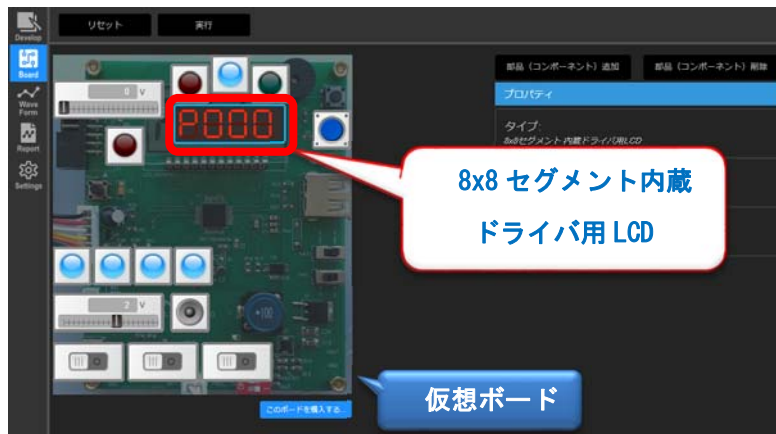 リセット
実行
Develop
Board
Wave
Form
Report
Settings
0 V
P000
2 V
+100
部品（コンポーネント）追加
部品（コンポーネント）削除
プロパティ
タイプ:
8x8セグメント 内蔵ドライバ用LCD
8x8 セグメント内蔵
ドライバ用 LCD
このボードを購入する...
仮想ボード